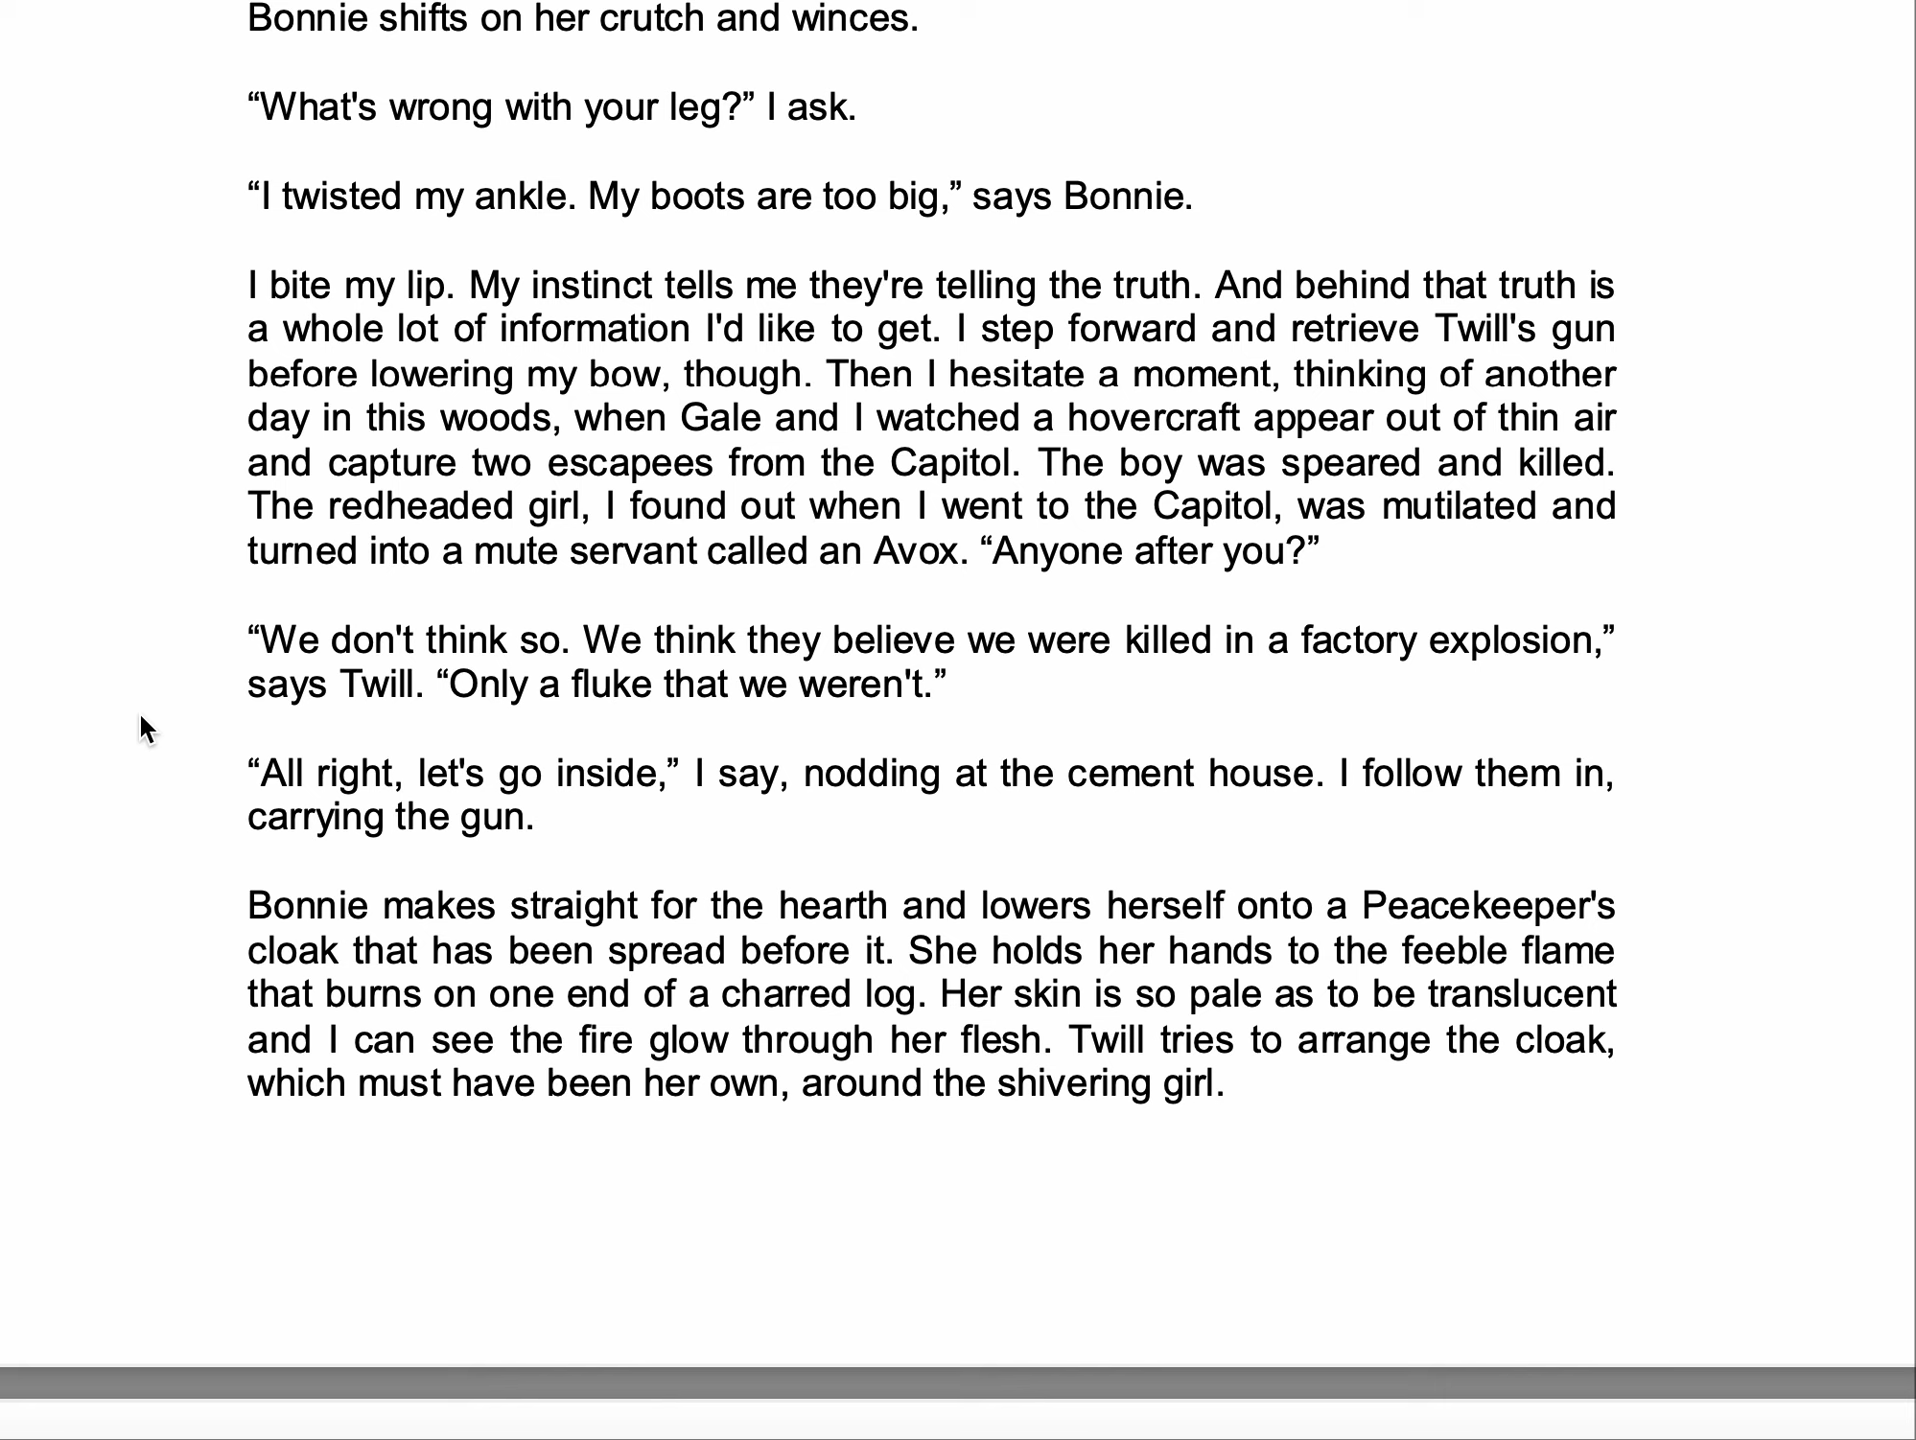 Bonnie shifts on her crutch and winces.
“What's wrong with your leg?” I ask.
“I twisted my ankle. My boots are too big,” says Bonnie.
I bite my lip. My instinct tells me they're telling the truth. And behind that truth is
a whole lot of information I'd like to get. I step forward and retrieve Twill's gun
before lowering my bow, though. Then I hesitate a moment, thinking of another
day in this woods, when Gale and I watched a hovercraft appear out of thin air
and capture two escapees from the Capitol. The boy was speared and killed.
The redheaded girl, I found out when I went to the Capitol, was mutilated and
turned into a mute servant called an Avox. “Anyone after you?”
“We don't think so. We think they believe we were killed in a factory explosion,”
says Twill. “Only a fluke that we weren't.”
“All right, let's go inside,” I say, nodding at the cement house. I follow them in,
carrying the gun.
Bonnie makes straight for the hearth and lowers herself onto a Peacekeeper's
cloak that has been spread before it. She holds her hands to the feeble flame
that burns on one end of a charred log. Her skin is so pale as to be translucent
and I can see the fire glow through her flesh. Twill tries to arrange the cloak,
which must have been her own, around the shivering girl.